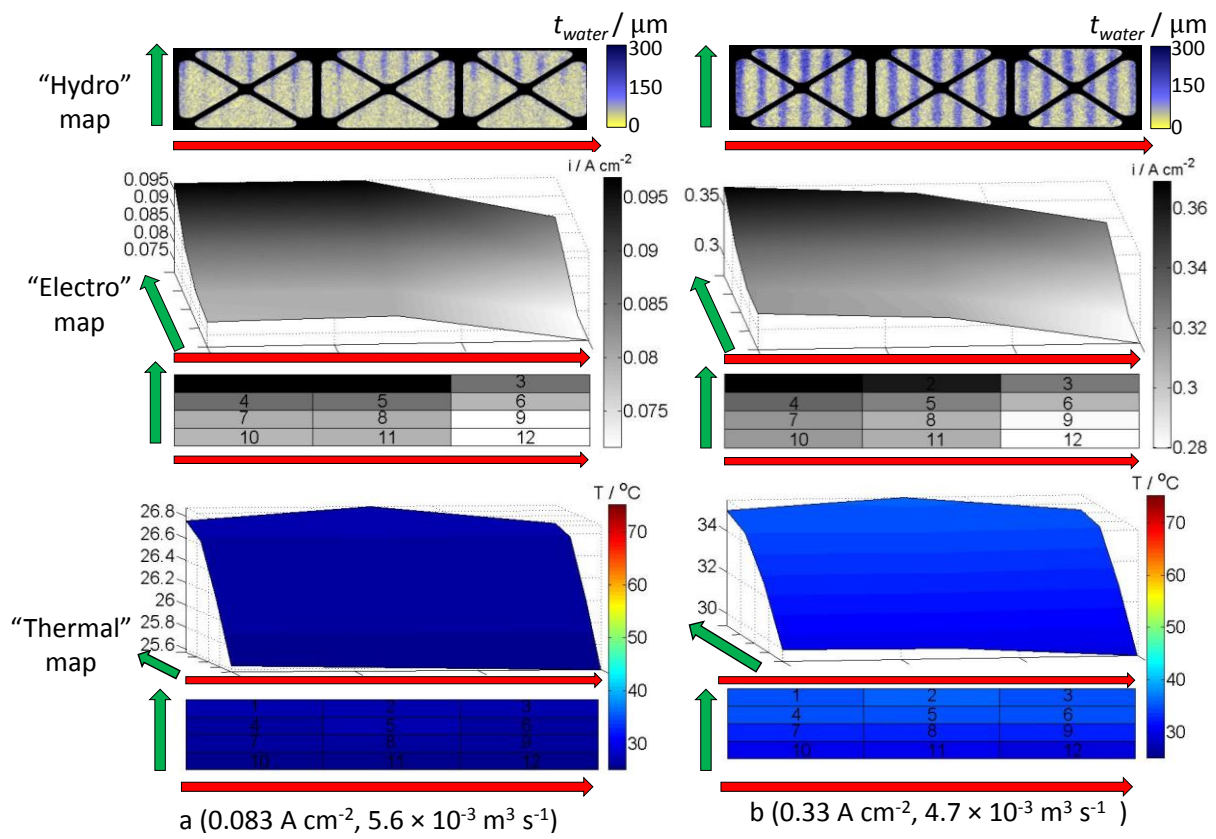 t_water / μm
t_water / μm
"Hydro"
map
300
150
0
300
150
0
i / A cm⁻²
0.095
0.09
0.085
0.08
0.075
0.095
0.09
0.085
0.08
0.075
i / A cm⁻²
0.35
0.3
0.36
0.34
0.32
0.3
0.28
"Electro"
map
3
4 5 6
7 8 9
10 11 12
2 3
4 5 6
7 8 9
10 11 12
T / °C
26.8
26.6
26.4
26.2
26
25.8
25.6
70
60
50
40
30
T / °C
34
32
30
70
60
50
40
30
"Thermal"
map
1 2 3
4 5 6
7 8 9
10 11 12
1 2 3
4 5 6
7 8 9
10 11 12
a (0.083 A cm⁻², 5.6 × 10⁻³ m³ s⁻¹)
b (0.33 A cm⁻², 4.7 × 10⁻³ m³ s⁻¹ )